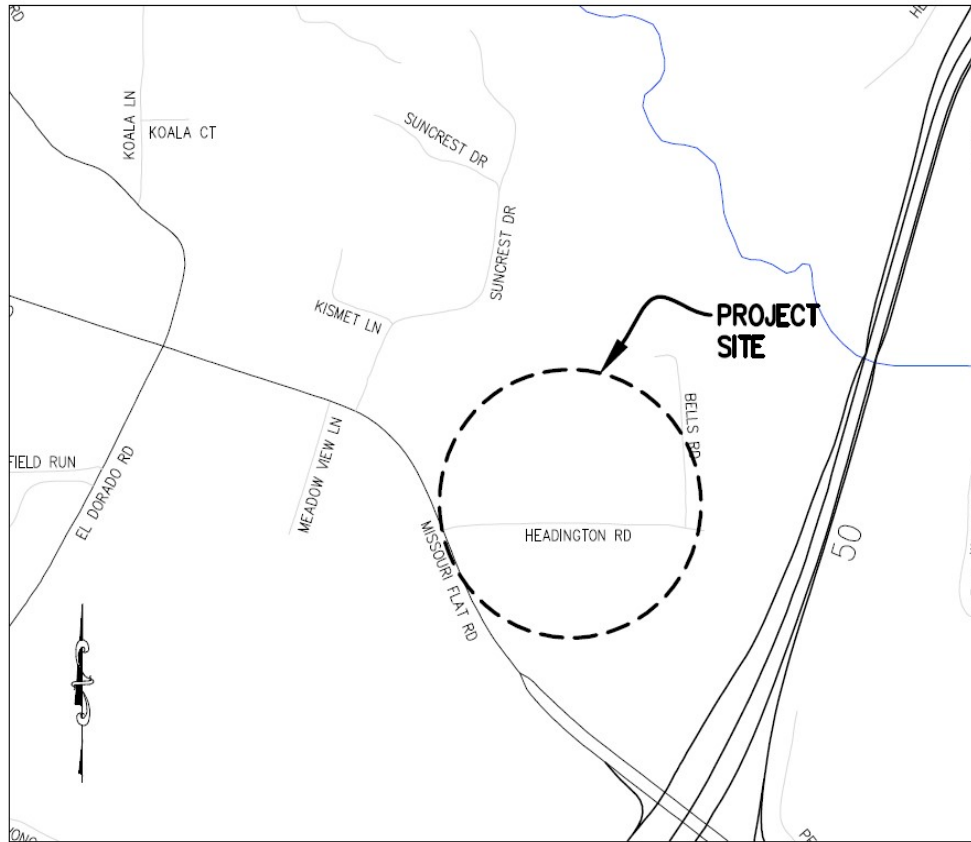 RD
KOALA LN
KOALA CT
SUNCREST DR
SUNCREST DR
KISMET LN
PROJECT
SITE
BELLS RD
MEADOW VIEW LN
FIELD RUN
EL DORADO RD
HEADINGTON RD
MISSOURI FLAT RD
50